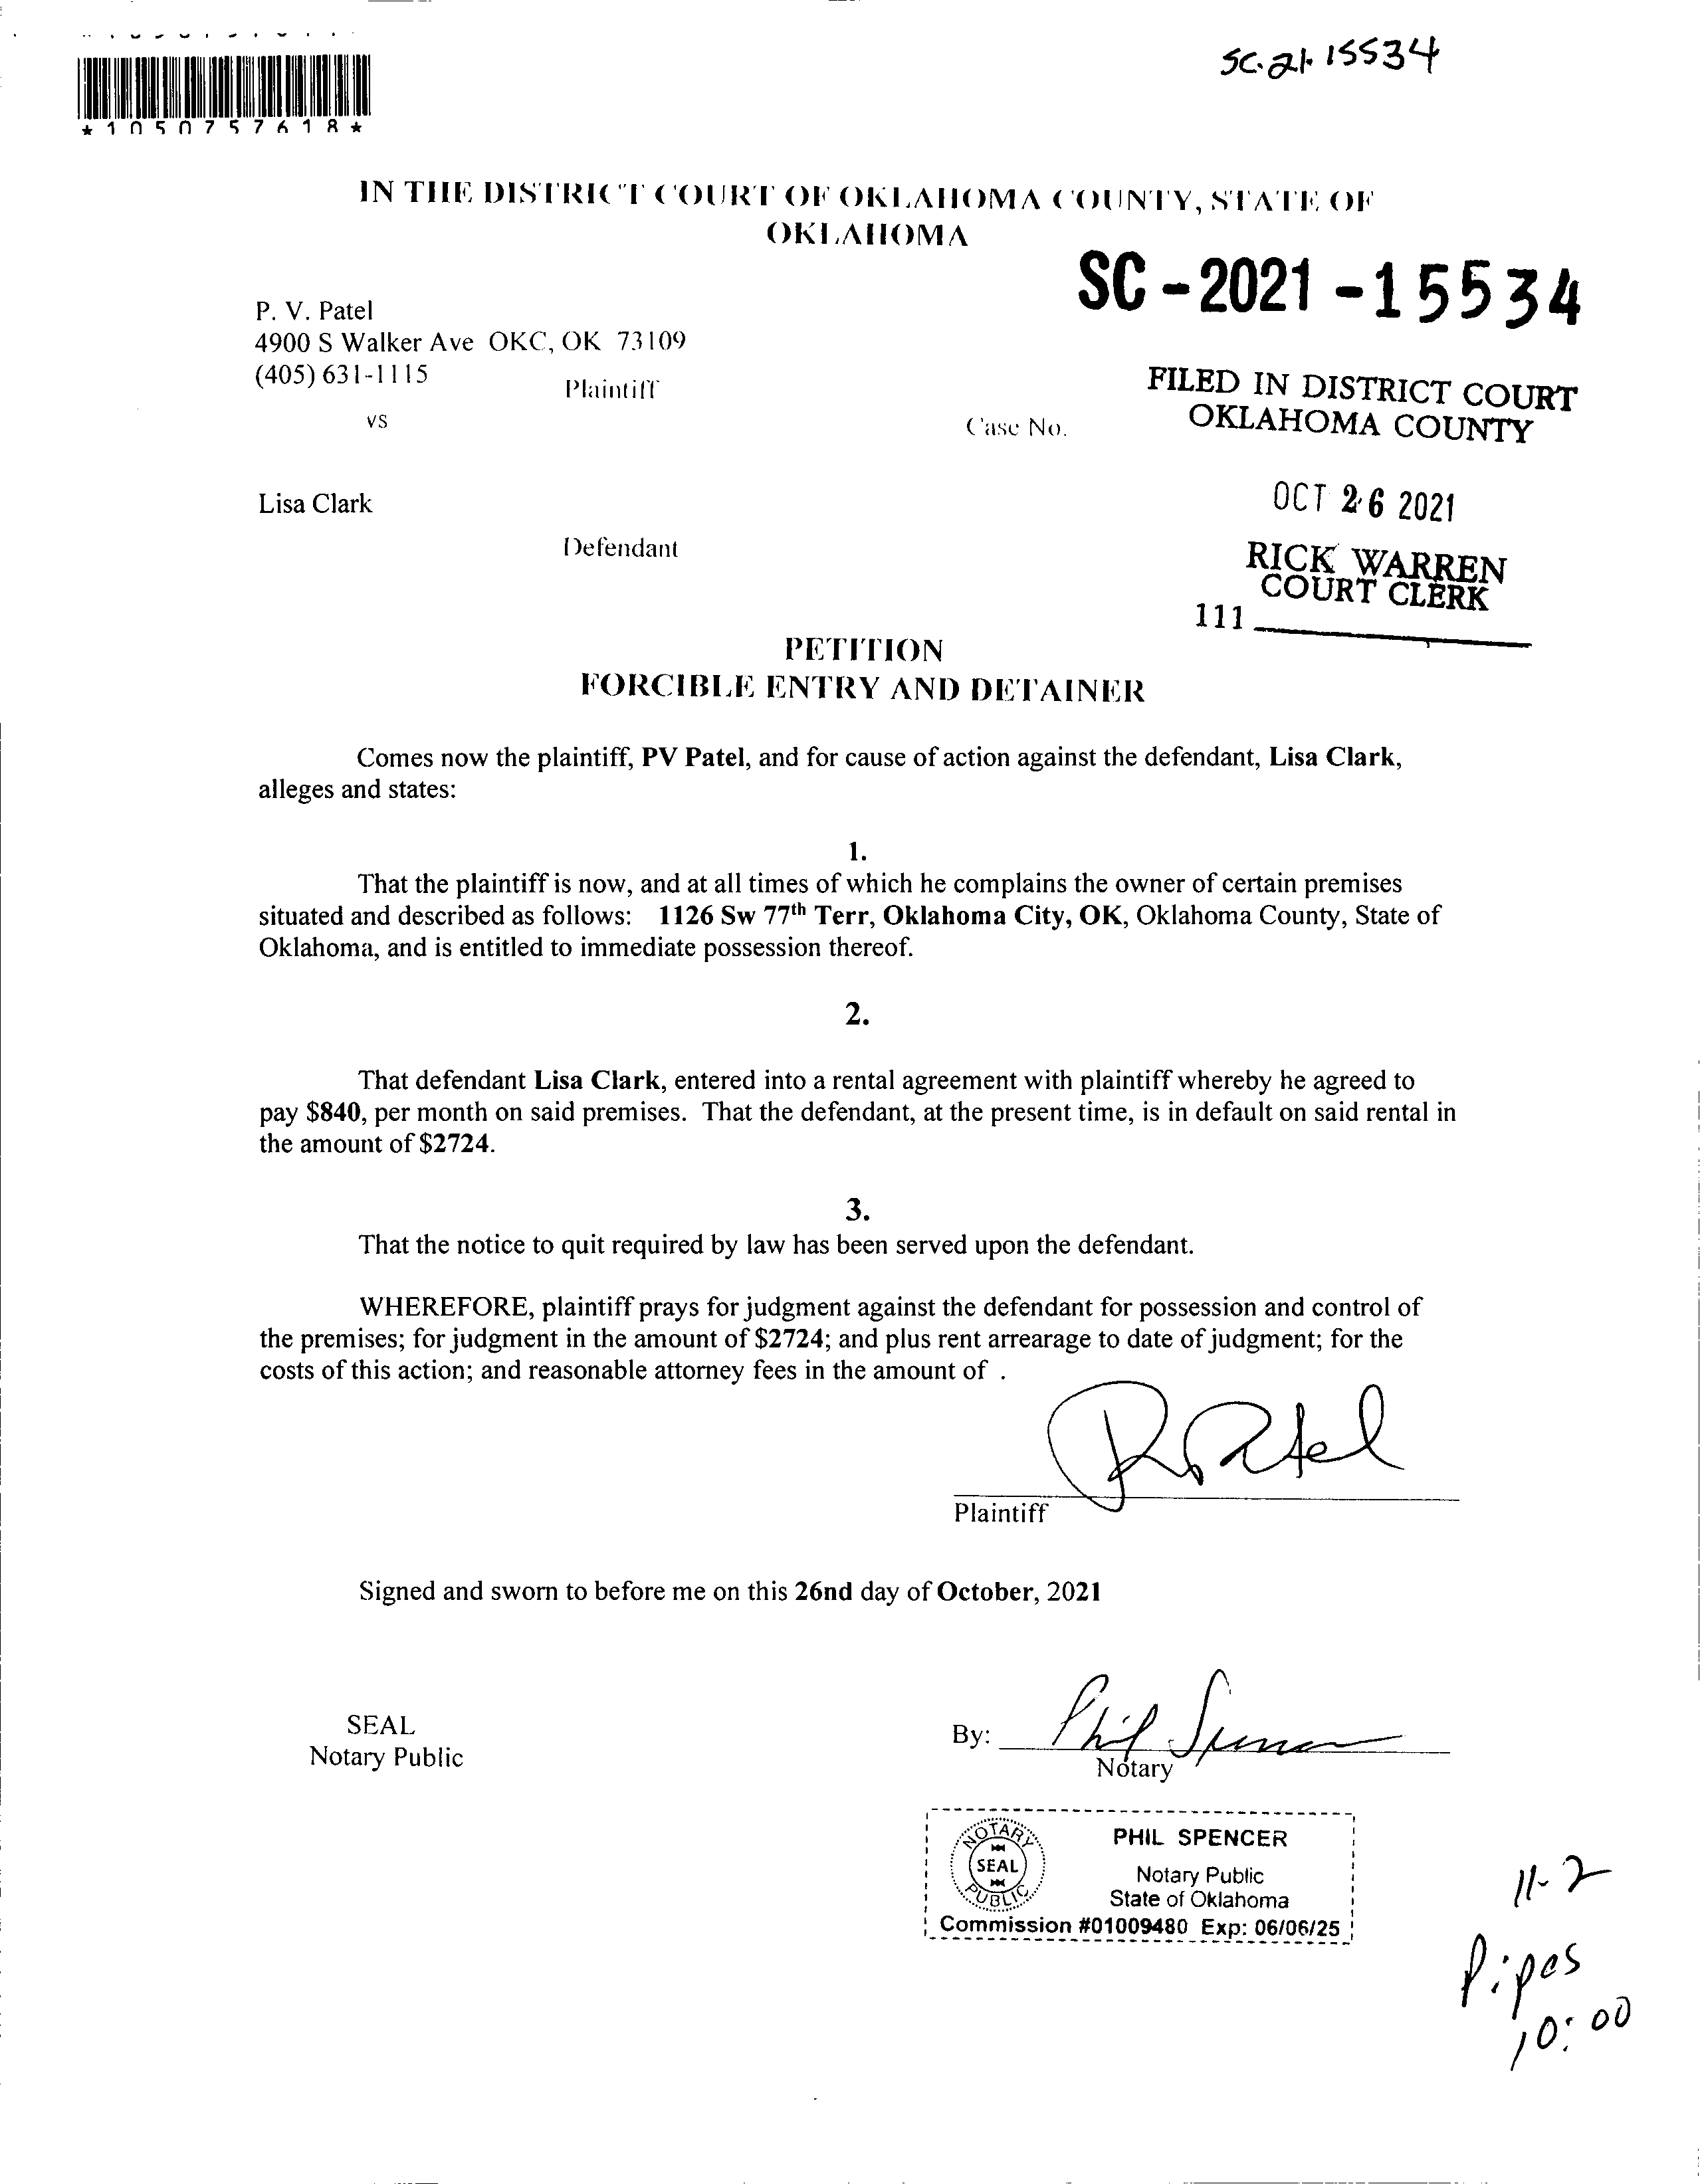 SC-21-15534
*1050757618*
IN THE DISTRICT COURT OF OKLAHOMA COUNTY, STATE OF
OKLAHOMA
SC-2021-15534
P. V. Patel
4900 S Walker Ave OKC, OK 73109
(405) 631-1115
Plaintiff
vs
Case No.
FILED IN DISTRICT COURT
OKLAHOMA COUNTY
Lisa Clark
OCT 26 2021
Defendant
RICK WARREN
COURT CLERK
111
PETITION
FORCIBLE ENTRY AND DETAINER
Comes now the plaintiff, PV Patel, and for cause of action against the defendant, Lisa Clark,
alleges and states:
1.
That the plaintiff is now, and at all times of which he complains the owner of certain premises
situated and described as follows: 1126 Sw 77th Terr, Oklahoma City, OK, Oklahoma County, State of
Oklahoma, and is entitled to immediate possession thereof.
2.
That defendant Lisa Clark, entered into a rental agreement with plaintiff whereby he agreed to
pay $840, per month on said premises. That the defendant, at the present time, is in default on said rental in
the amount of $2724.
3.
That the notice to quit required by law has been served upon the defendant.
WHEREFORE, plaintiff prays for judgment against the defendant for possession and control of
the premises; for judgment in the amount of $2724; and plus rent arrearage to date of judgment; for the
costs of this action; and reasonable attorney fees in the amount of .
Plaintiff
Signed and sworn to before me on this 26nd day of October, 2021
SEAL
Notary Public
By: Phil Spencer
Notary
NOTARY
SEAL
PUBLIC
PHIL SPENCER
Notary Public
State of Oklahoma
Commission #01009480 Exp: 06/06/25
11-2
Pipes
10:00